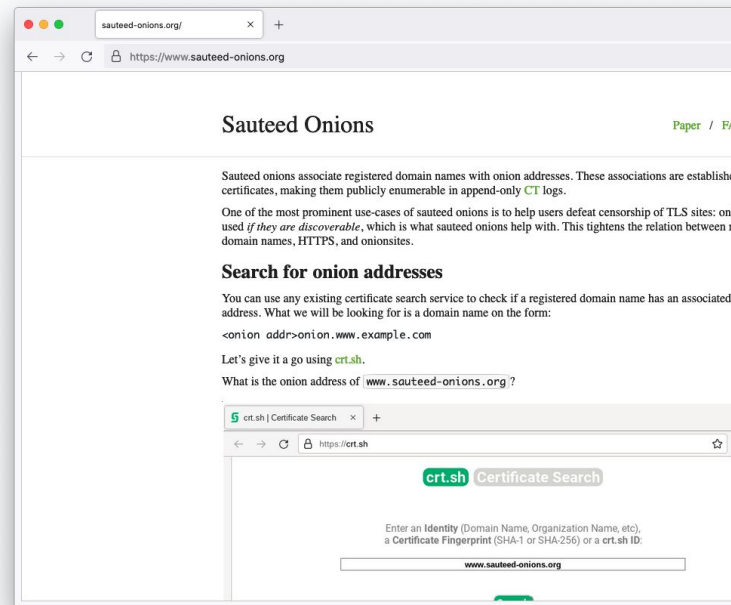 sauteed-onions.org/
https://www.sauteed-onions.org
Sauteed Onions
Paper / FA
Sauteed onions associate registered domain names with onion addresses. These associations are establishe
certificates, making them publicly enumerable in append-only CT logs.
One of the most prominent use-cases of sauteed onions is to help users defeat censorship of TLS sites: on
used if they are discoverable, which is what sauteed onions help with. This tightens the relation between r
domain names, HTTPS, and onionsites.
Search for onion addresses
You can use any existing certificate search service to check if a registered domain name has an associated
address. What we will be looking for is a domain name on the form:
<onion addr>onion.www.example.com
Let's give it a go using crt.sh.
What is the onion address of www.sauteed-onions.org?
crt.sh | Certificate Search
https://crt.sh
crt.sh Certificate Search
Enter an Identity (Domain Name, Organization Name, etc),
a Certificate Fingerprint (SHA-1 or SHA-256) or a crt.sh ID:
www.sauteed-onions.org